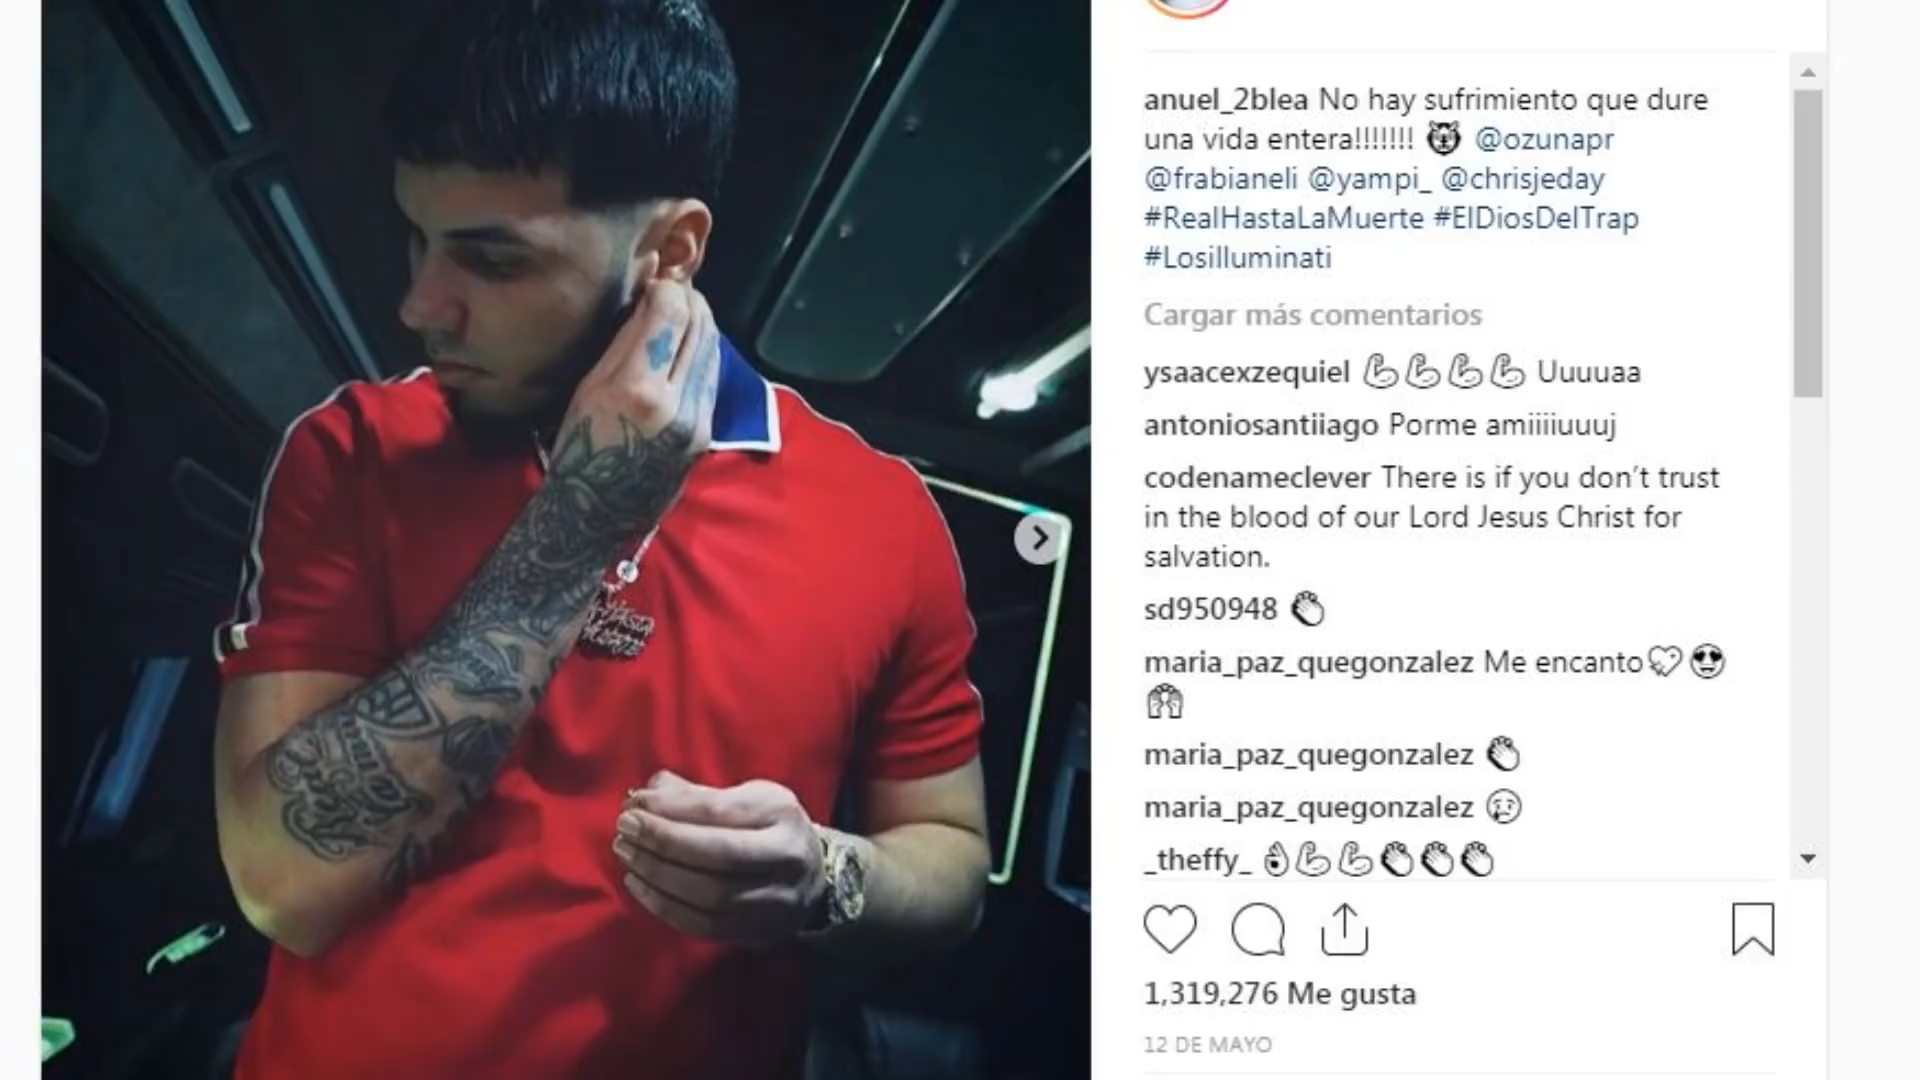 anuel_2blea No hay sufrimiento que dure
una vida entera!!!!!!! 🐯 @ozunapr
@frabianeli @yampi_ @chrisjeday
#RealHastaLaMuerte #ElDiosDelTrap
#Losilluminati
Cargar más comentarios
ysaacexzequiel 💪💪💪💪 Uuuuaa
antoniosantiiago Porme amiiiiuuuj
codenameclever There is if you don’t trust
in the blood of our Lord Jesus Christ for
salvation.
sd950948 👏
maria_paz_quegonzalez Me encanto💘😍
🙌
maria_paz_quegonzalez 👏
maria_paz_quegonzalez 😢
_theffy_ 👌💪💪👏👏👏
1,319,276 Me gusta
12 DE MAYO